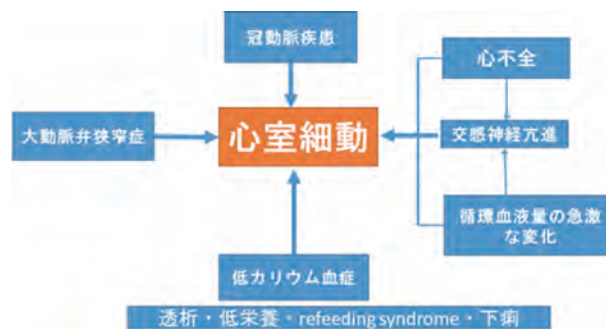 冠動脈疾患
心不全
大動脈弁狭窄症
心室細動
交感神経亢進
循環血液量の急激
な変化
低カリウム血症
透析・低栄養・refeeding syndrome・下痢